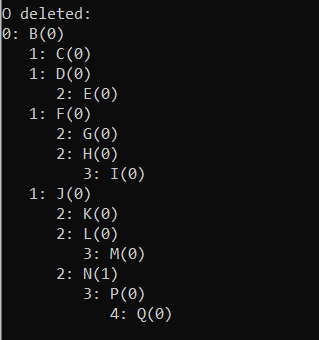 O deleted:
0: B(0)
1: C(0)
1: D(0)
2: E(0)
1: F(0)
2: G(0)
2: H(0)
3: I(0)
1: J(0)
2: K(0)
2: L(0)
3: M(0)
2: N(1)
3: P(0)
4: Q(0)